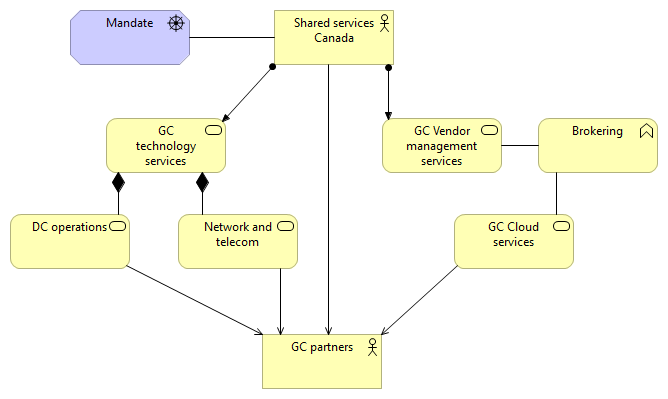 Mandate
Shared services
Canada
GC
technology
services
GC Vendor
management
services
Brokering
DC operations
Network and
telecom
GC Cloud
services
GC partners